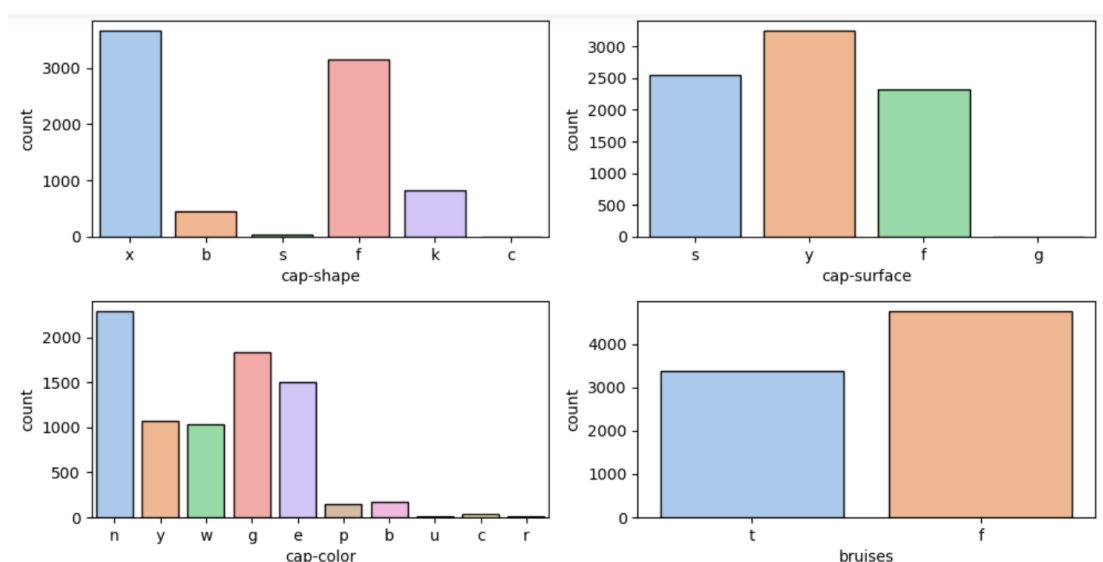 3000
2000
1000
0
count
x b s f k c
cap-shape
3000
2500
2000
1500
1000
500
0
count
s y f g
cap-surface
2000
1500
1000
500
0
count
n y w g e p b u c r
cap-color
4000
3000
2000
1000
0
count
t f
bruises